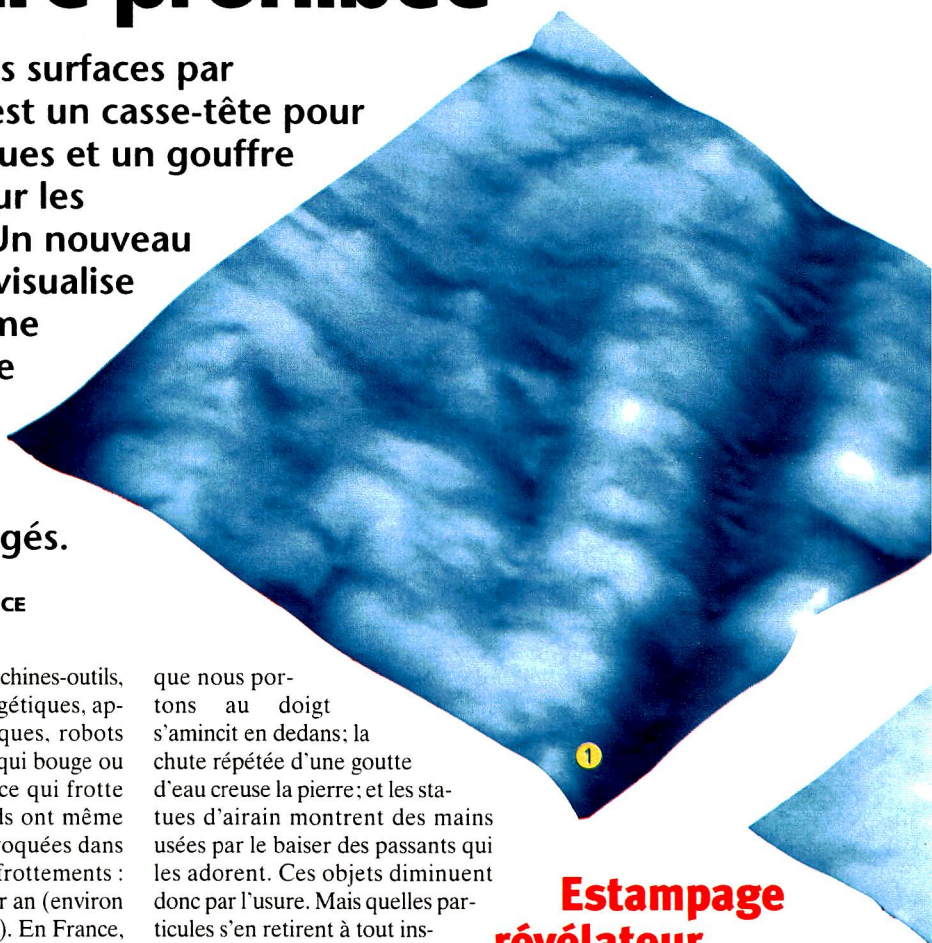 prohibée
s surfaces par
est un casse-tête pour
ues et un gouffre
ur les
Un nouveau
visualise
me
e
gés.
CE
chines-outils,
gétiques, ap-
ques, robots
qui bouge ou
ce qui frotte
ds ont même
oquées dans
frottements :
r an (environ
). En France,
que nous por-
tons au doigt
s'amincit en dedans; la
chute répétée d'une goutte
d'eau creuse la pierre; et les sta-
tues d'airain montrent des mains
usées par le baiser des passants qui
les adorent. Ces objets diminuent
donc par l'usure. Mais quelles par-
ticules s'en retirent à tout ins-
1
Estampage
révélateur